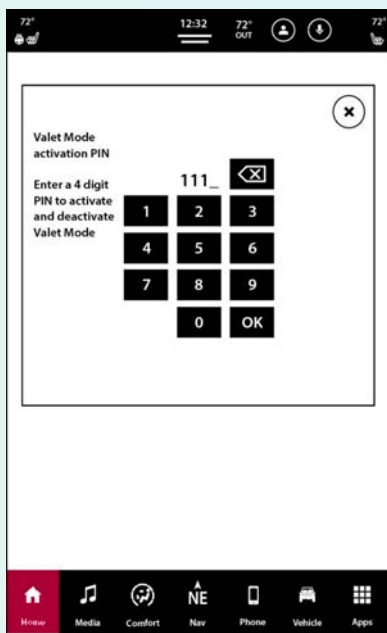 72° 12:32 72° 72°
OUT
Valet Mode
activation PIN
Enter a 4 digit
PIN to activate
and deactivate
Valet Mode
111_
1 2 3
4 5 6
7 8 9
0 OK
NE
Home Media Comfort Nav Phone Vehicle Apps